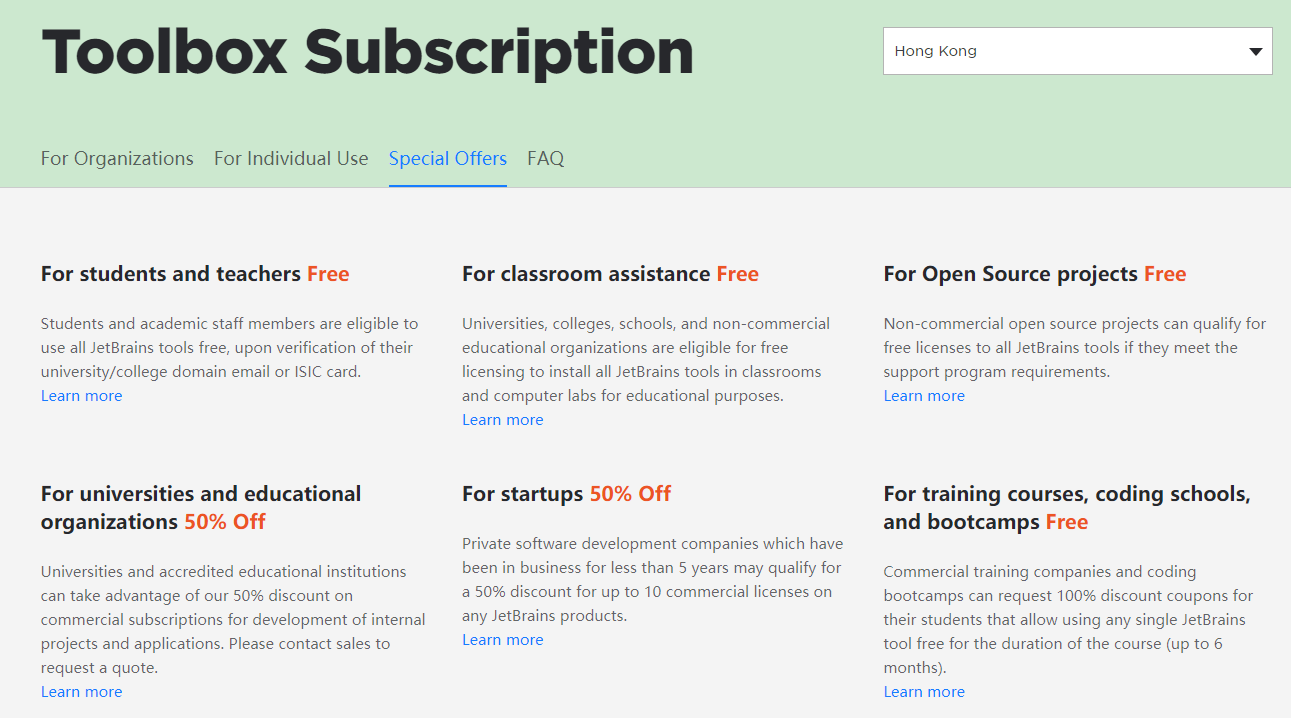 Toolbox Subscription
Hong Kong
For Organizations For Individual Use Special Offers FAQ
For students and teachers Free
Students and academic staff members are eligible to
use all JetBrains tools free, upon verification of their
university/college domain email or ISIC card.
Learn more
For classroom assistance Free
Universities, colleges, schools, and non-commercial
educational organizations are eligible for free
licensing to install all JetBrains tools in classrooms
and computer labs for educational purposes.
Learn more
For Open Source projects Free
Non-commercial open source projects can qualify for
free licenses to all JetBrains tools if they meet the
support program requirements.
Learn more
For universities and educational
organizations 50% Off
Universities and accredited educational institutions
can take advantage of our 50% discount on
commercial subscriptions for development of internal
projects and applications. Please contact sales to
request a quote.
Learn more
For startups 50% Off
Private software development companies which have
been in business for less than 5 years may qualify for
a 50% discount for up to 10 commercial licenses on
any JetBrains products.
Learn more
For training courses, coding schools,
and bootcamps Free
Commercial training companies and coding
bootcamps can request 100% discount coupons for
their students that allow using any single JetBrains
tool free for the duration of the course (up to 6
months).
Learn more